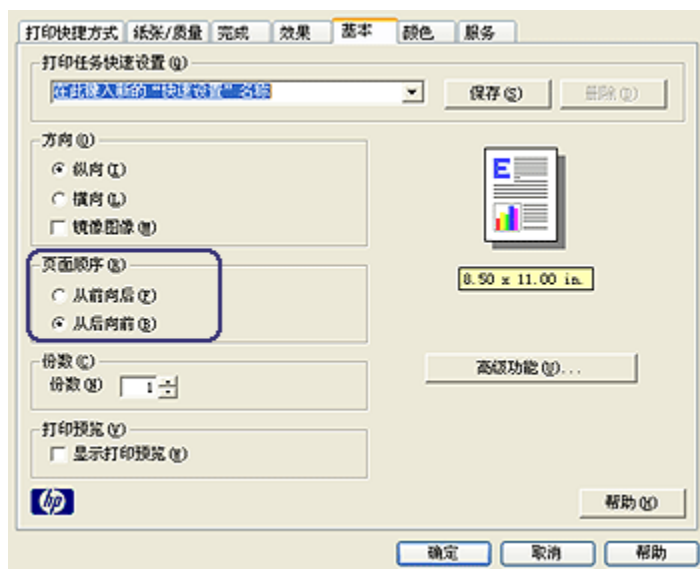 打印快捷方式 纸张/质量 完成 效果 基本 颜色 服务
打印任务快速设置(Q)
在此键入新的“快速设置”名称
保存(S) 删除(D)
方向(O)
纵向(T)
横向(L)
镜像图像(M)
页面顺序(R)
从前向后(F)
从后向前(B)
8.50 x 11.00 in.
份数(C)
份数(N) 1
高级功能(V)...
打印预览(Y)
显示打印预览(W)
hp
帮助(K)
确定 取消 帮助